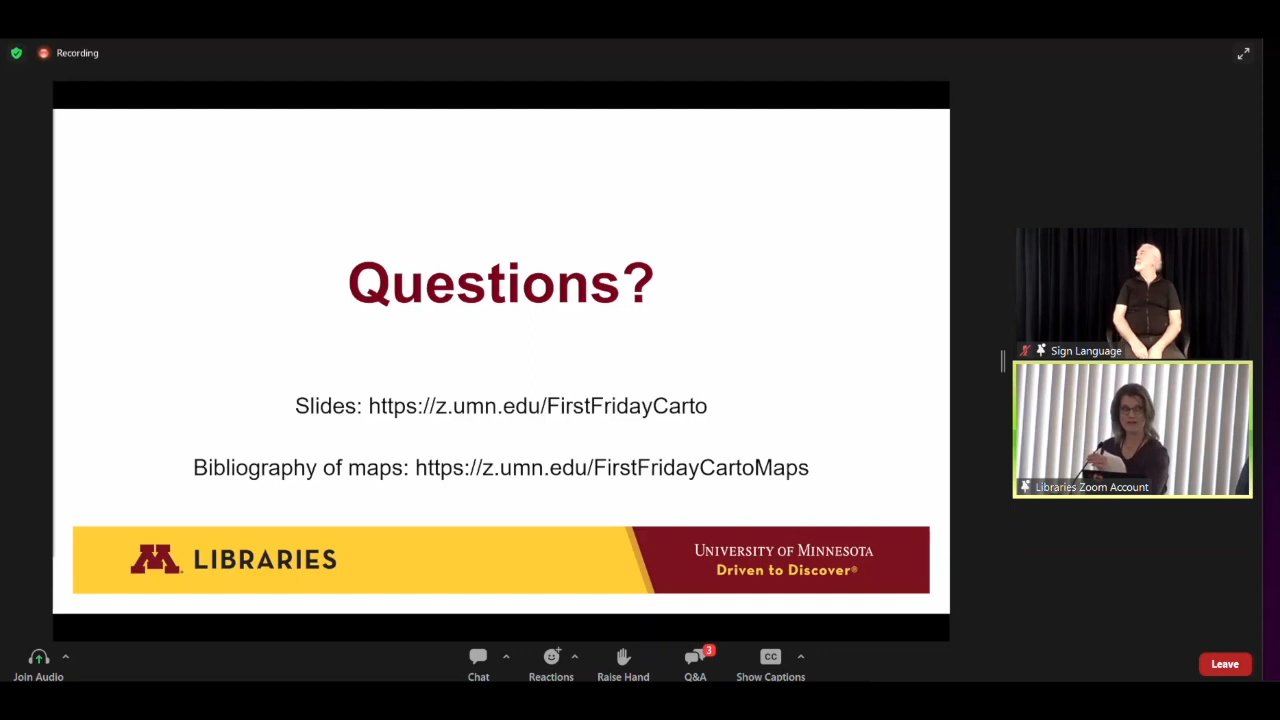 Recording
Questions?
Slides: https://z.umn.edu/FirstFridayCarto
Bibliography of maps: https://z.umn.edu/FirstFridayCartoMaps
M LIBRARIES
UNIVERSITY OF MINNESOTA
Driven to Discover®
Sign Language
Libraries Zoom Account
Join Audio
Chat
Reactions
Raise Hand
3
Q&A
CC
Show Captions
Leave